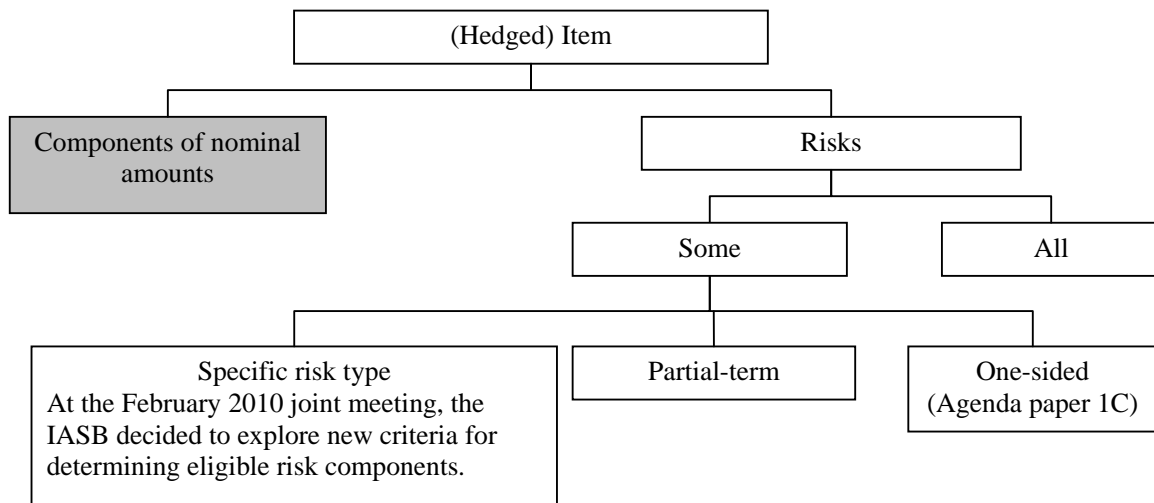 (Hedged) Item
Components of nominal
amounts
Risks
Some
All
Specific risk type
At the February 2010 joint meeting, the
IASB decided to explore new criteria for
determining eligible risk components.
Partial-term
One-sided
(Agenda paper 1C)